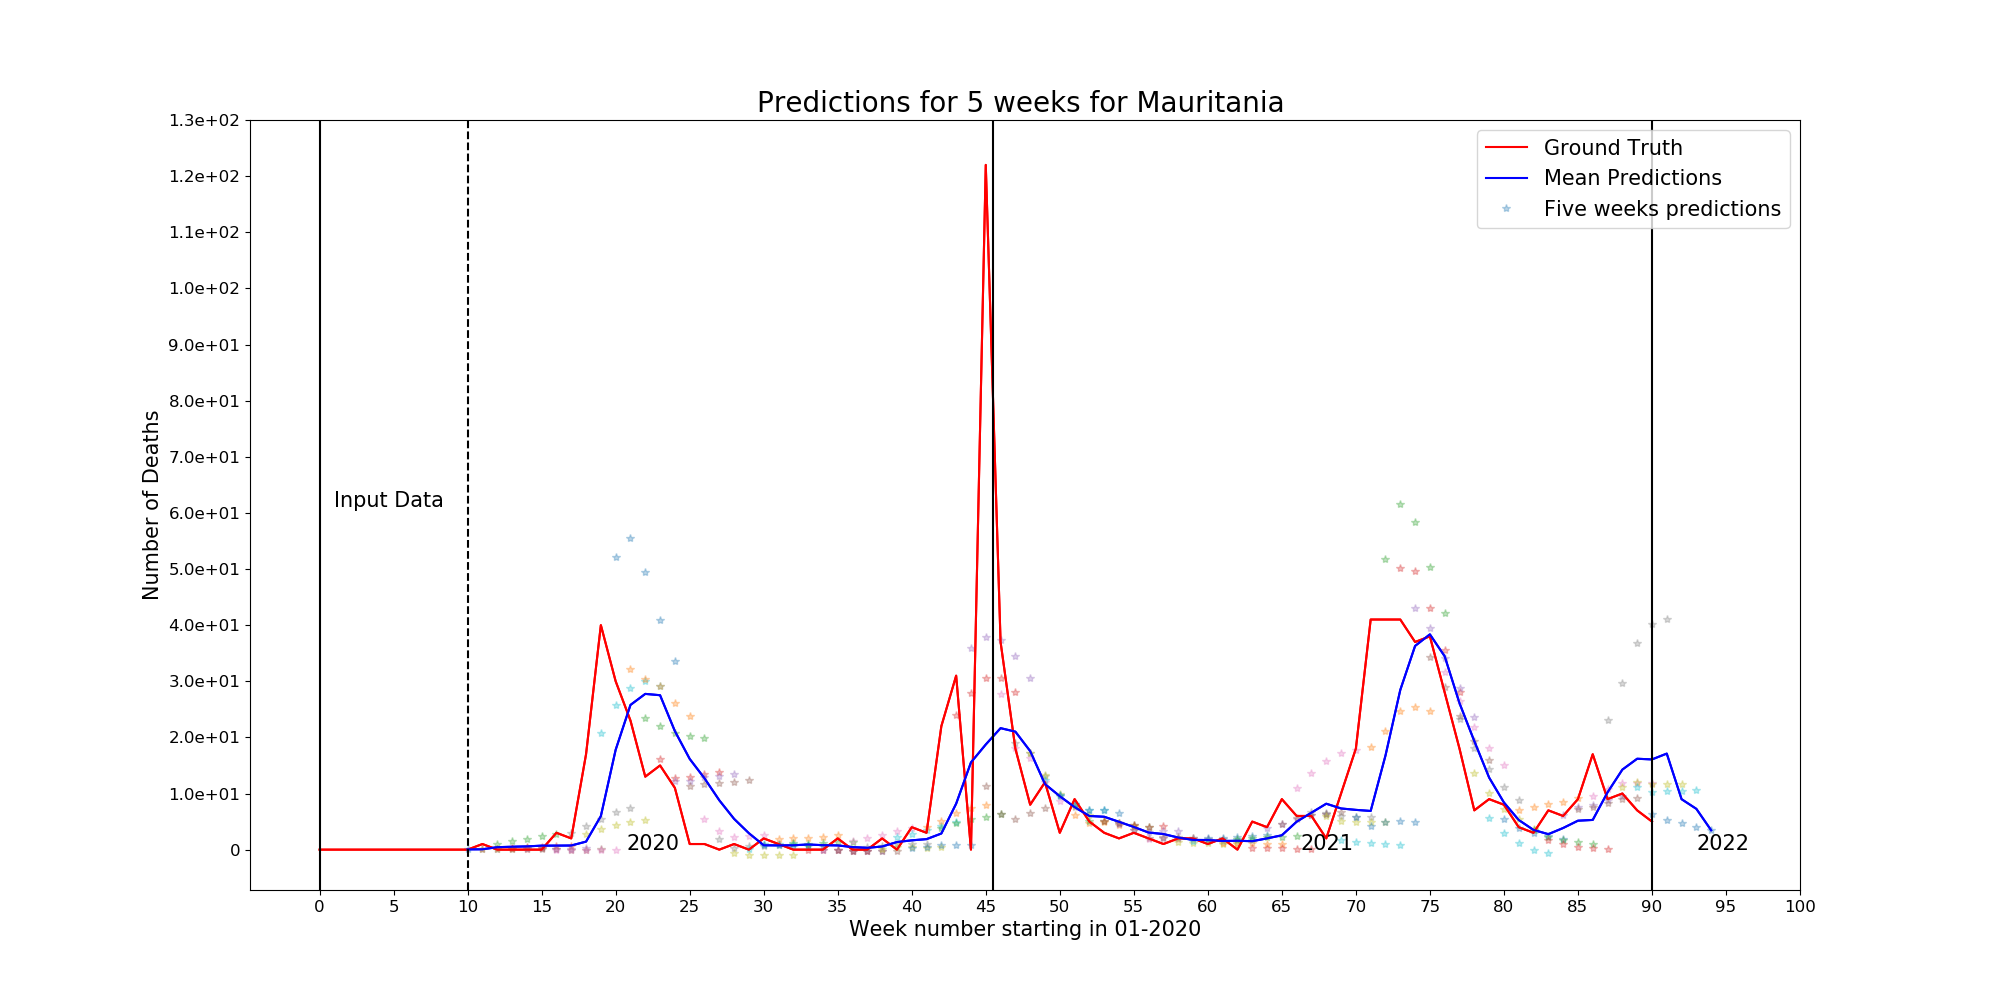 Predictions for 5 weeks for Mauritania
1.3e+02
1.2e+02
1.1e+02
1.0e+02
9.0e+01
8.0e+01
7.0e+01
6.0e+01
5.0e+01
4.0e+01
3.0e+01
2.0e+01
1.0e+01
0
Number of Deaths
Ground Truth
Mean Predictions
Five weeks predictions
Input Data
2020
2021
2022
0 5 10 15 20 25 30 35 40 45 50 55 60 65 70 75 80 85 90 95 100
Week number starting in 01-2020